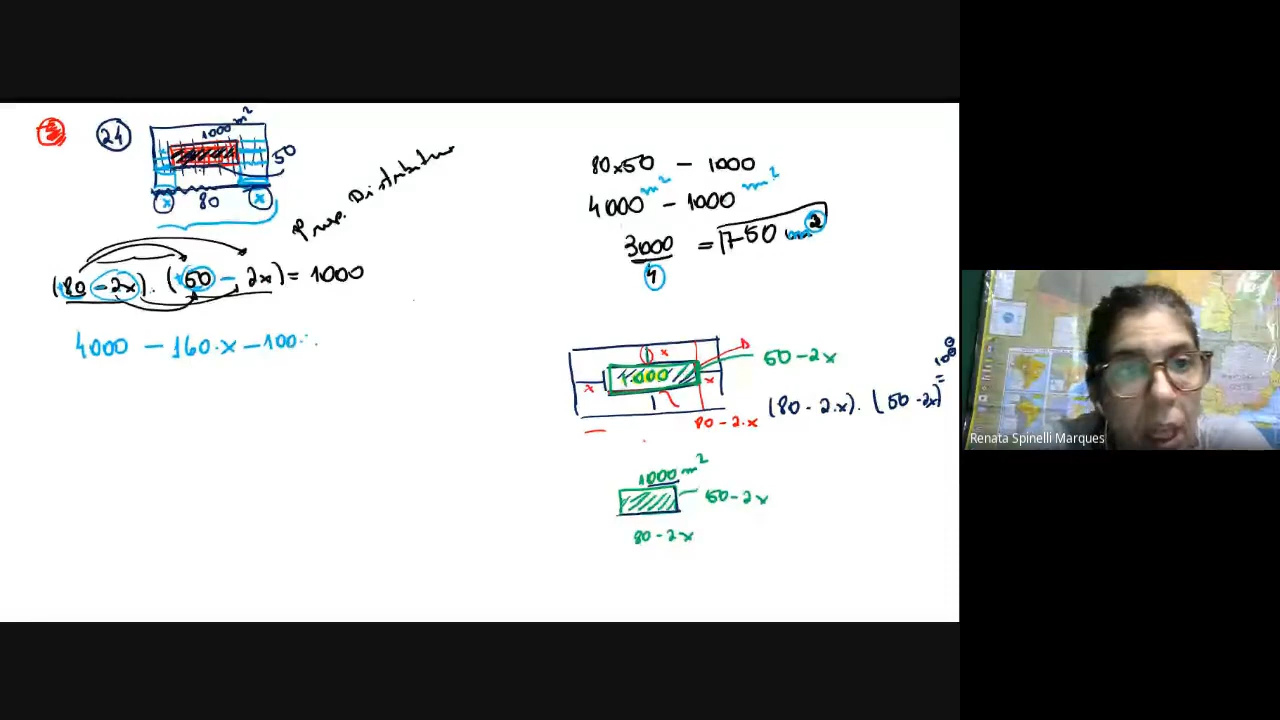 24
1000 m²
50
x 80 x
Prop. Distributiva
(80 - 2x) . (50 - 2x) = 1000
4000 - 160.x - 100.
80x50 - 1000
4000 m² - 1000 m²
3000 = 750 m²
4
x x
1.000
x x
50 - 2x
80 - 2.x
(80 - 2.x) . (50 - 2x) = 1000
1000 m²
50 - 2x
80 - 2x
Renata Spinelli Marques